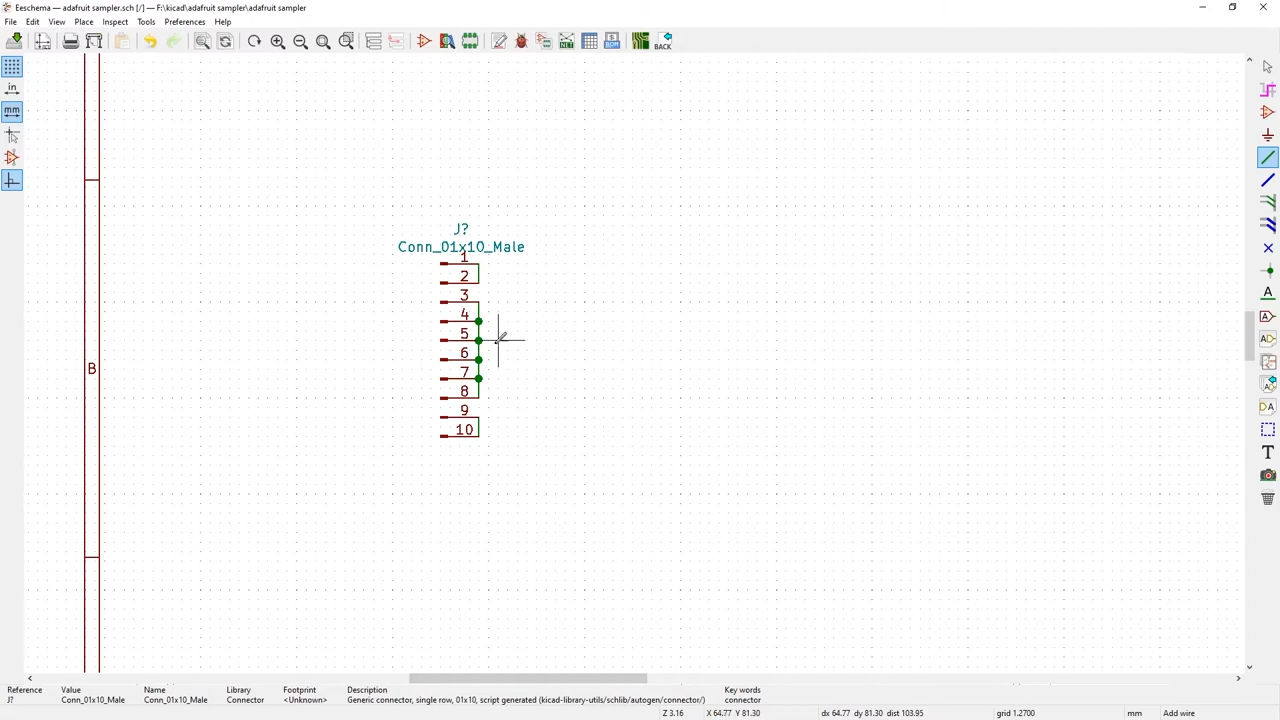 Eeschema — adafruit sampler.sch [/] — F:\kicad\adafruit sampler\adafruit sampler
File Edit View Place Inspect Tools Preferences Help
BACK
in
mm
J?
Conn_01x10_Male
1
2
3
4
5
6
7
8
9
10
B
A
T
Reference Value Name Library Footprint Description Key words
J? Conn_01x10_Male Conn_01x10_Male Connector <Unknown> Generic connector, single row, 01x10, script generated (kicad-library-utils/schlib/autogen/connector/) connector
Z 3.16 X 64.77 Y 81.30 dx 64.77 dy 81.30 dist 103.95 grid 1.2700 mm Add wire